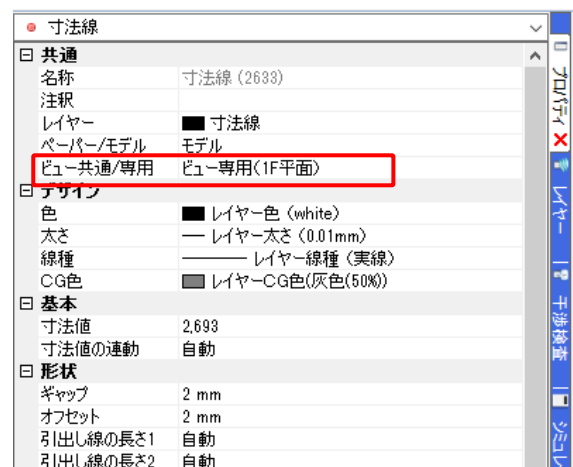 寸法線
共通
名称 寸法線 (2633)
注釈
レイヤー 寸法線
ペーパー/モデル モデル
ビュー共通/専用 ビュー専用(1F平面)
デザイン
色 レイヤー色 (white)
太さ レイヤー太さ (0.01mm)
線種 レイヤー線種 (実線)
CG色 レイヤーCG色(灰色(50%))
基本
寸法値 2,693
寸法値の連動 自動
形状
ギャップ 2 mm
オフセット 2 mm
引出し線の長さ1 自動
引出し線の長さ2 自動
プロパティ
レイヤー
干渉検査
シミュレ